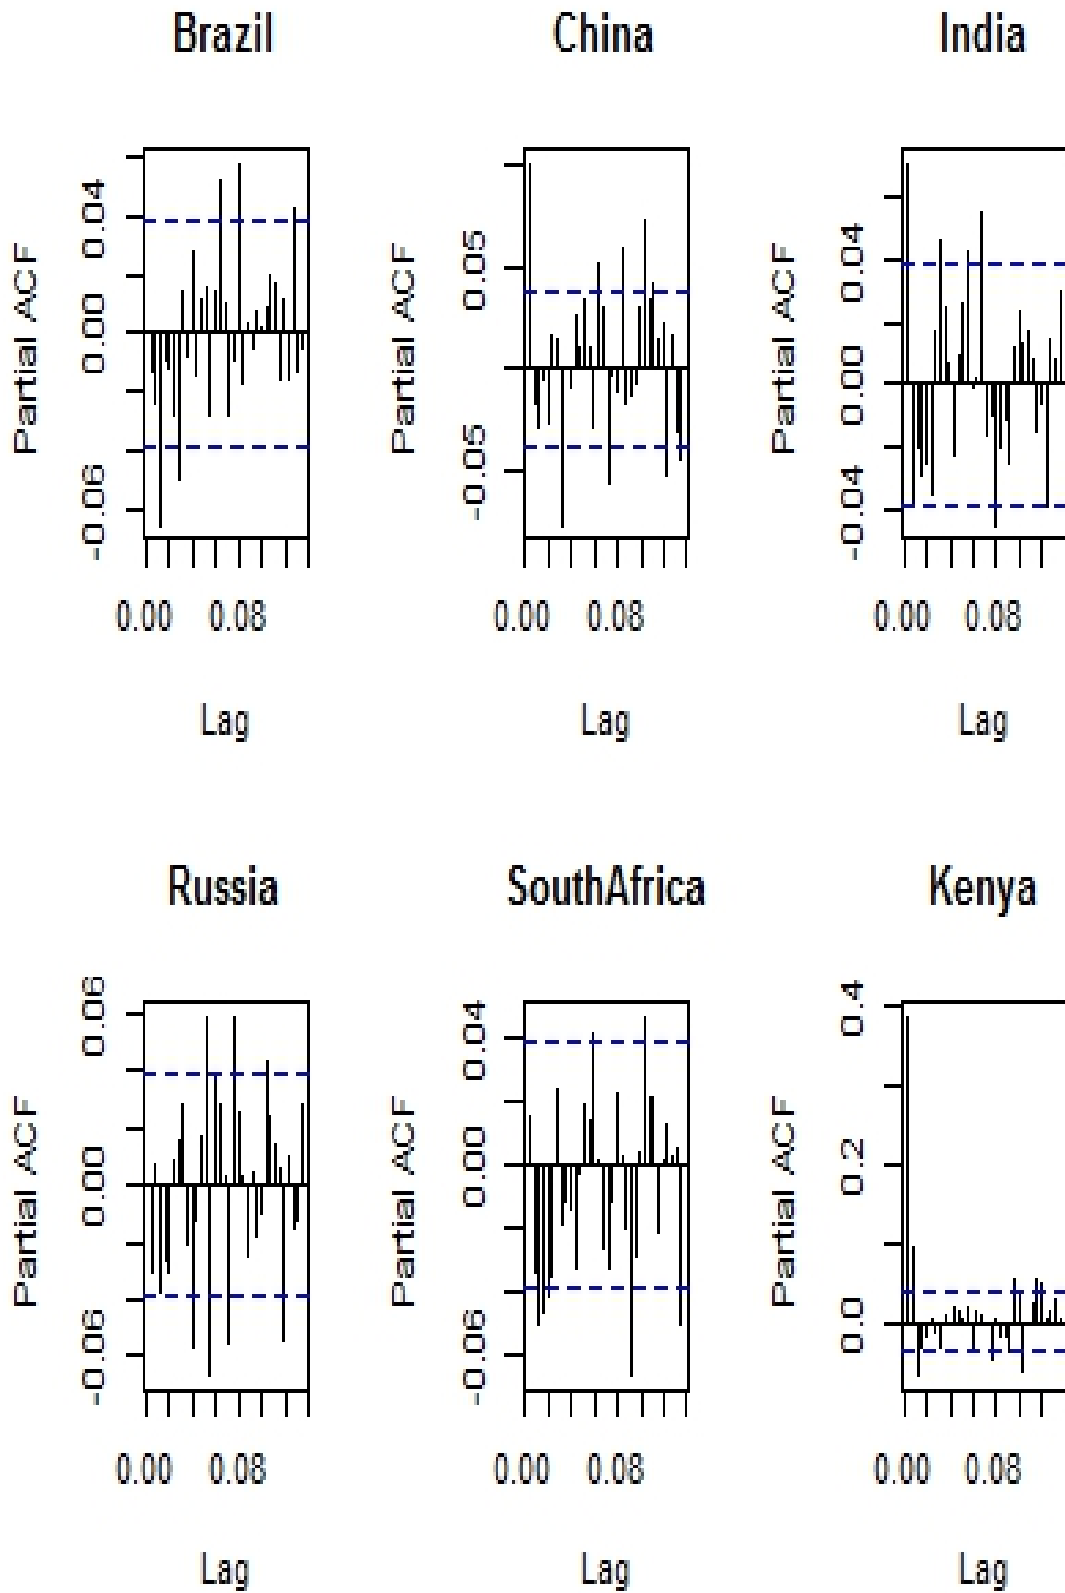 Brazil
Partial ACF
0.04
0.00
-0.06
0.00 0.08
Lag
China
Partial ACF
0.05
-0.05
0.00 0.08
Lag
India
Partial ACF
0.04
0.00
-0.04
0.00 0.08
Lag
Russia
Partial ACF
0.06
0.00
-0.06
0.00 0.08
Lag
SouthAfrica
Partial ACF
0.04
0.00
-0.06
0.00 0.08
Lag
Kenya
Partial ACF
0.4
0.2
0.0
0.00 0.08
Lag